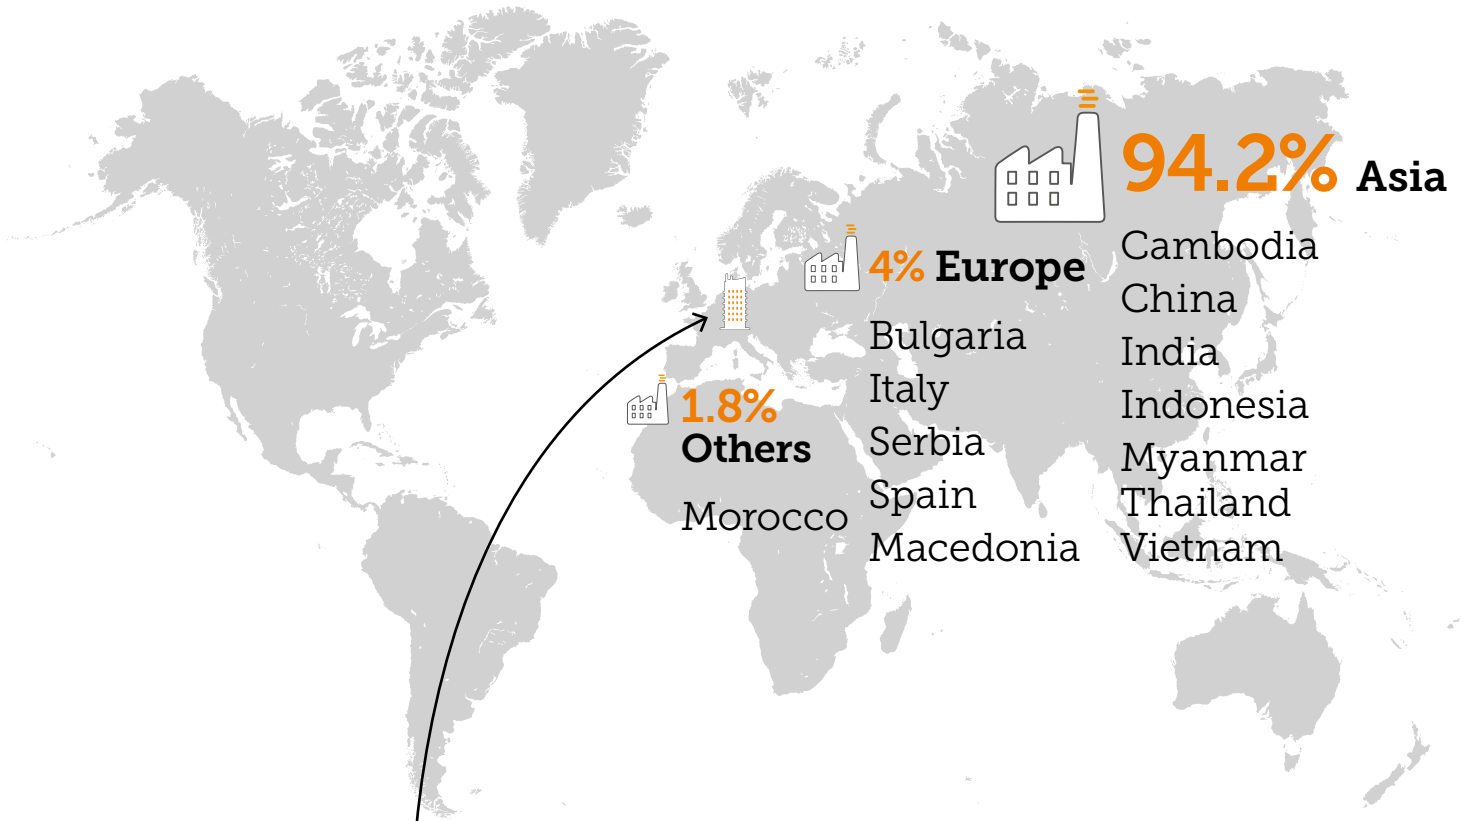 94.2% Asia
Cambodia
China
India
Indonesia
Myanmar
Thailand
Vietnam
4% Europe
Bulgaria
Italy
Serbia
Spain
Macedonia
1.8%
Others
Morocco